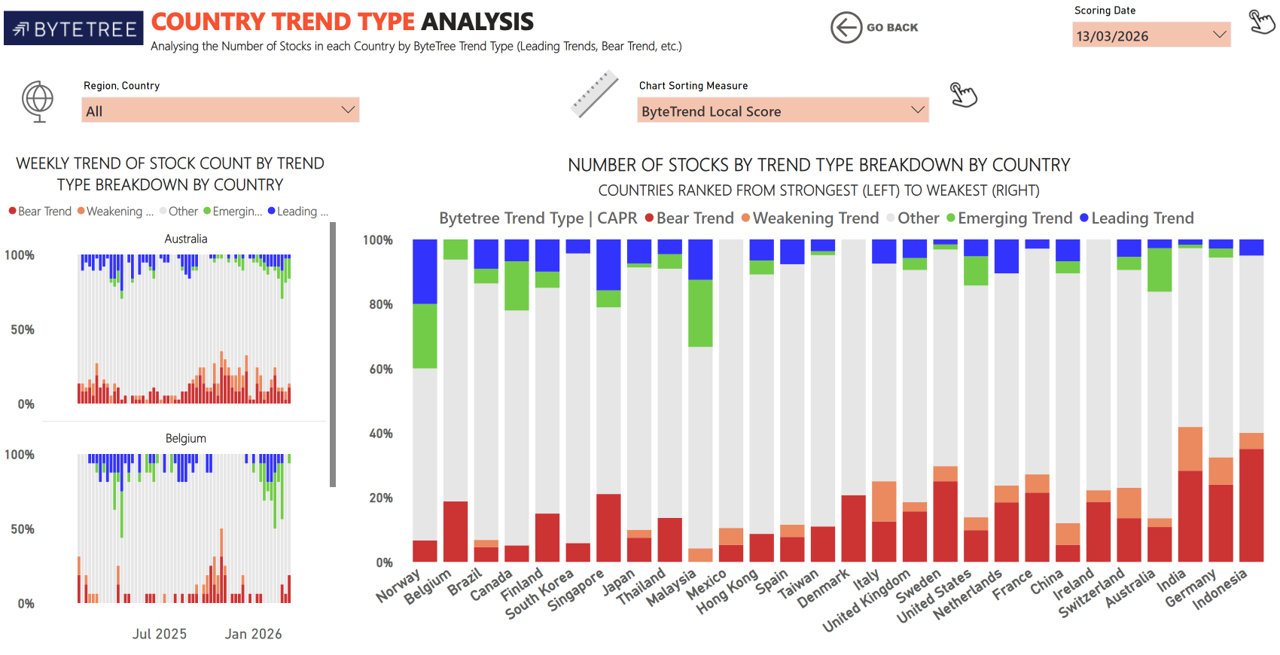 BYTETREE
COUNTRY TREND TYPE ANALYSIS
Analysing the Number of Stocks in each Country by ByteTree Trend Type (Leading Trends, Bear Trend, etc.)
GO BACK
Scoring Date
13/03/2026
Region, Country
All
Chart Sorting Measure
ByteTrend Local Score
WEEKLY TREND OF STOCK COUNT BY TREND
TYPE BREAKDOWN BY COUNTRY
Bear Trend Weakening ... Other Emergin... Leading ...
Australia
100%
50%
0%
Belgium
100%
50%
0%
Jul 2025 Jan 2026
NUMBER OF STOCKS BY TREND TYPE BREAKDOWN BY COUNTRY
COUNTRIES RANKED FROM STRONGEST (LEFT) TO WEAKEST (RIGHT)
Bytetree Trend Type | CAPR Bear Trend Weakening Trend Other Emerging Trend Leading Trend
100%
80%
60%
40%
20%
0%
Norway
Belgium
Brazil
Canada
Finland
South Korea
Singapore
Japan
Thailand
Malaysia
Mexico
Hong Kong
Spain
Taiwan
Denmark
Italy
United Kingdom
Sweden
United States
Netherlands
France
China
Ireland
Switzerland
Australia
India
Germany
Indonesia